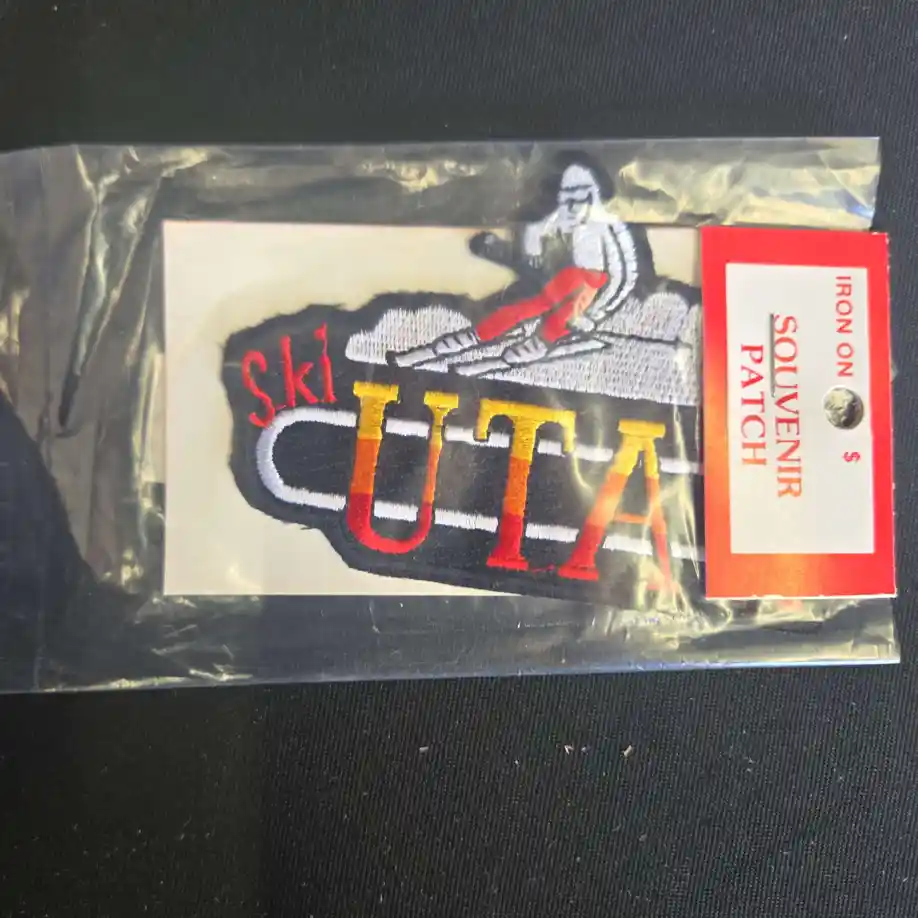 Ski
UTA
IRON ON
SOUVENIR
PATCH
$